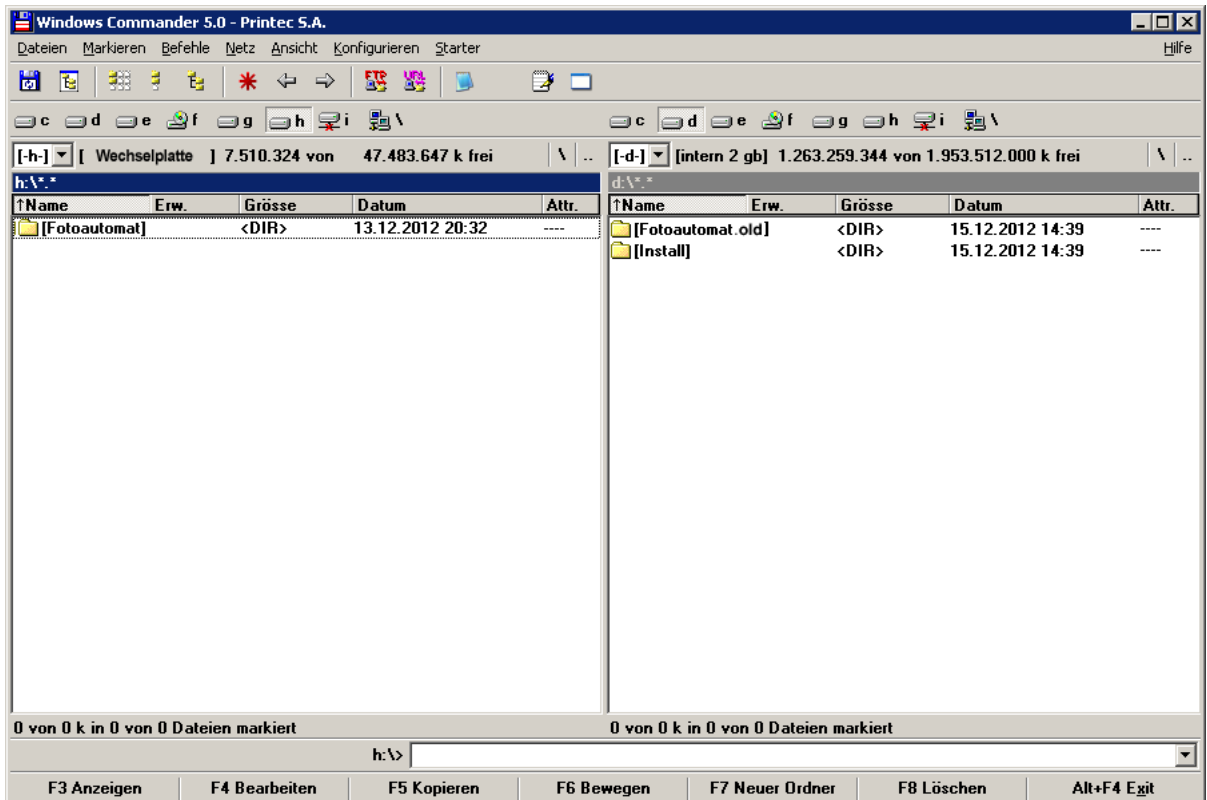 Windows Commander 5.0 - Printec S.A.
Dateien Markieren Befehle Netz Ansicht Konfigurieren Starter Hilfe
FTP URL
c d e f g h i \ c d e f g h i \
[-h-] [ Wechselplatte ] 7.510.324 von 47.483.647 k frei \ .. [-d-] [intern 2 gb] 1.263.259.344 von 1.953.512.000 k frei \ ..
h:\*.* d:\*.*
↑Name Erw. Grösse Datum Attr. ↑Name Erw. Grösse Datum Attr.
[Fotoautomat] <DIR> 13.12.2012 20:32 ---- [Fotoautomat.old] <DIR> 15.12.2012 14:39 ----
[Install] <DIR> 15.12.2012 14:39 ----
0 von 0 k in 0 von 0 Dateien markiert 0 von 0 k in 0 von 0 Dateien markiert
h:\>
F3 Anzeigen F4 Bearbeiten F5 Kopieren F6 Bewegen F7 Neuer Ordner F8 Löschen Alt+F4 Exit